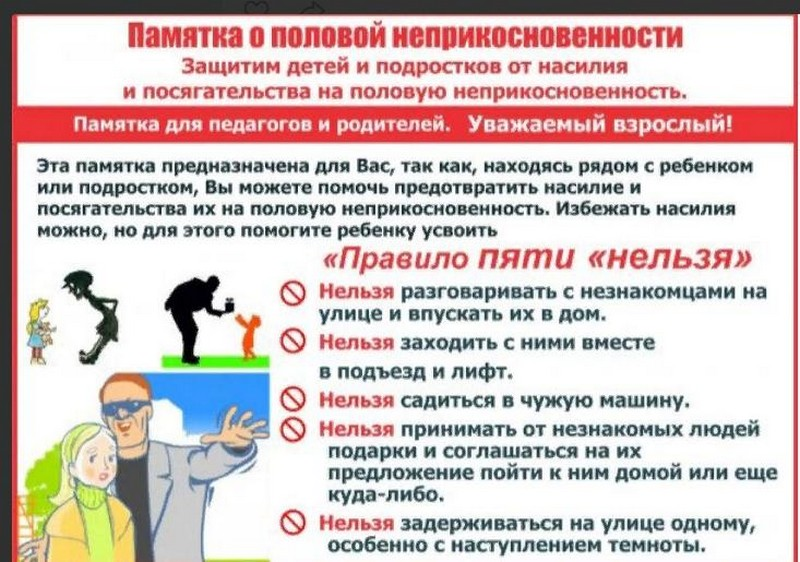 Памятка о половой неприкосновенности
Защитим детей и подростков от насилия
и посягательства на половую неприкосновенность.
Памятка для педагогов и родителей. Уважаемый взрослый!
Эта памятка предназначена для Вас, так как, находясь рядом с ребенком
или подростком, Вы можете помочь предотвратить насилие и
посягательства их на половую неприкосновенность. Избежать насилия
можно, но для этого помогите ребенку усвоить
«Правило пяти «нельзя»
Нельзя разговаривать с незнакомцами на
улице и впускать их в дом.
Нельзя заходить с ними вместе
в подъезд и лифт.
Нельзя садиться в чужую машину.
Нельзя принимать от незнакомых людей
подарки и соглашаться на их
предложение пойти к ним домой или еще
куда-либо.
Нельзя задерживаться на улице одному,
особенно с наступлением темноты.